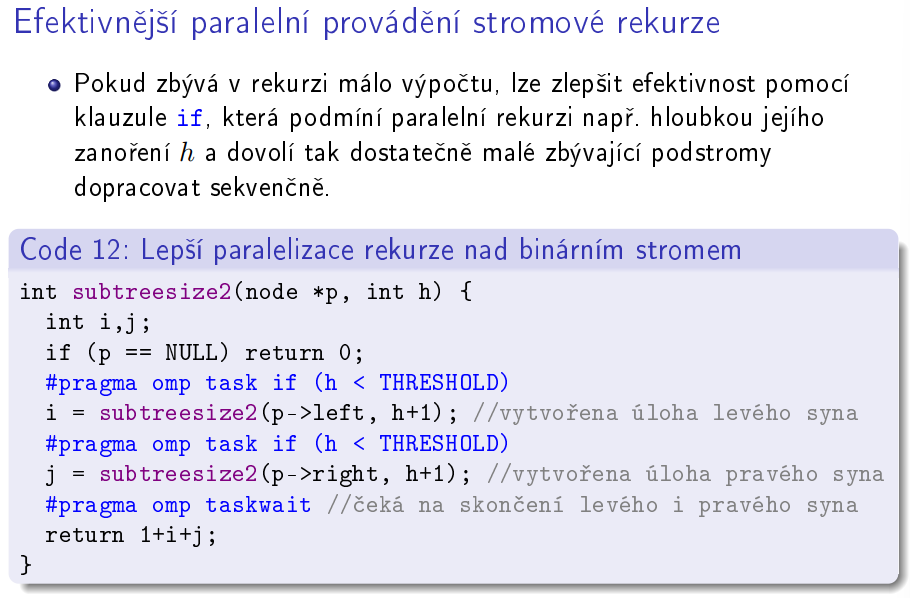 Efektivnější paralelní provádění stromové rekurze
Pokud zbývá v rekurzi málo výpočtu, lze zlepšit efektivnost pomocí
klauzule if, která podmíní paralelní rekurzi např. hloubkou jejího
zanoření h a dovolí tak dostatečně malé zbývající podstromy
dopracovat sekvenčně.
Code 12: Lepší paralelizace rekurze nad binárním stromem
int subtreesize2(node *p, int h) {
  int i,j;
  if (p == NULL) return 0;
  #pragma omp task if (h < THRESHOLD)
  i = subtreesize2(p->left, h+1); //vytvořena úloha levého syna
  #pragma omp task if (h < THRESHOLD)
  j = subtreesize2(p->right, h+1); //vytvořena úloha pravého syna
  #pragma omp taskwait //čeká na skončení levého i pravého syna
  return 1+i+j;
}